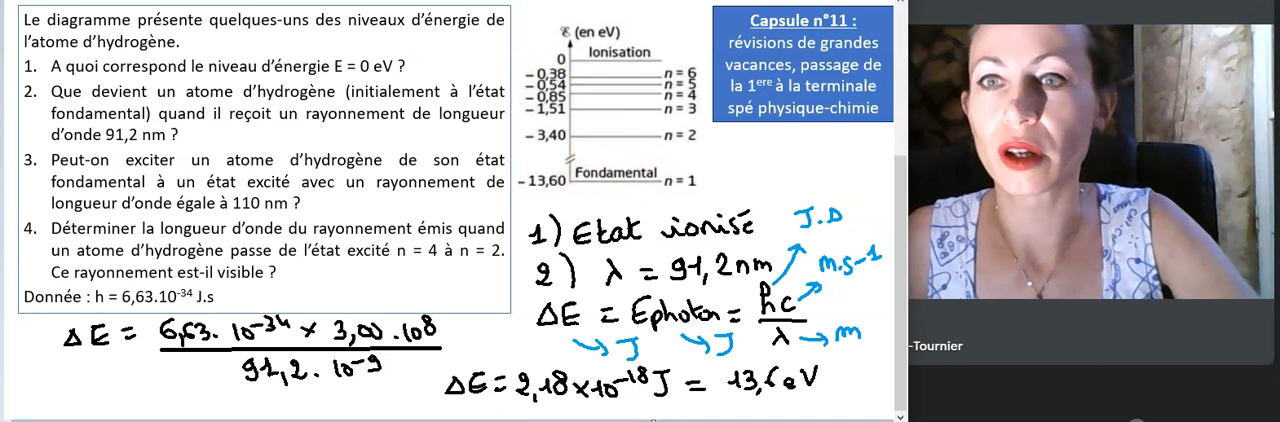 Le diagramme présente quelques-uns des niveaux d'énergie de
l'atome d'hydrogène.
1. A quoi correspond le niveau d'énergie E = 0 eV ?
2. Que devient un atome d'hydrogène (initialement à l'état
fondamental) quand il reçoit un rayonnement de longueur
d'onde 91,2 nm ?
3. Peut-on exciter un atome d'hydrogène de son état
fondamental à un état excité avec un rayonnement de
longueur d'onde égale à 110 nm ?
4. Déterminer la longueur d'onde du rayonnement émis quand
un atome d'hydrogène passe de l'état excité n = 4 à n = 2.
Ce rayonnement est-il visible ?
Donnée : h = 6,63.10⁻³⁴ J.s
ℰ (en eV)
Ionisation
0
- 0,38 n = 6
- 0,54 n = 5
- 0,85 n = 4
- 1,51 n = 3
- 3,40 n = 2
Fondamental
- 13,60 n = 1
Capsule n°11 :
révisions de grandes
vacances, passage de
la 1ere à la terminale
spé physique-chimie
1) Etat ionisé
J.s
2) λ = 91,2 nm
m.s-1
ΔE = Ephoton = hc / λ
J J m
ΔE = 6,63. 10⁻³⁴ × 3,00 .10⁸
91,2 . 10⁻⁹
ΔE = 2,18×10⁻¹⁸ J = 13,6 eV
-Tournier